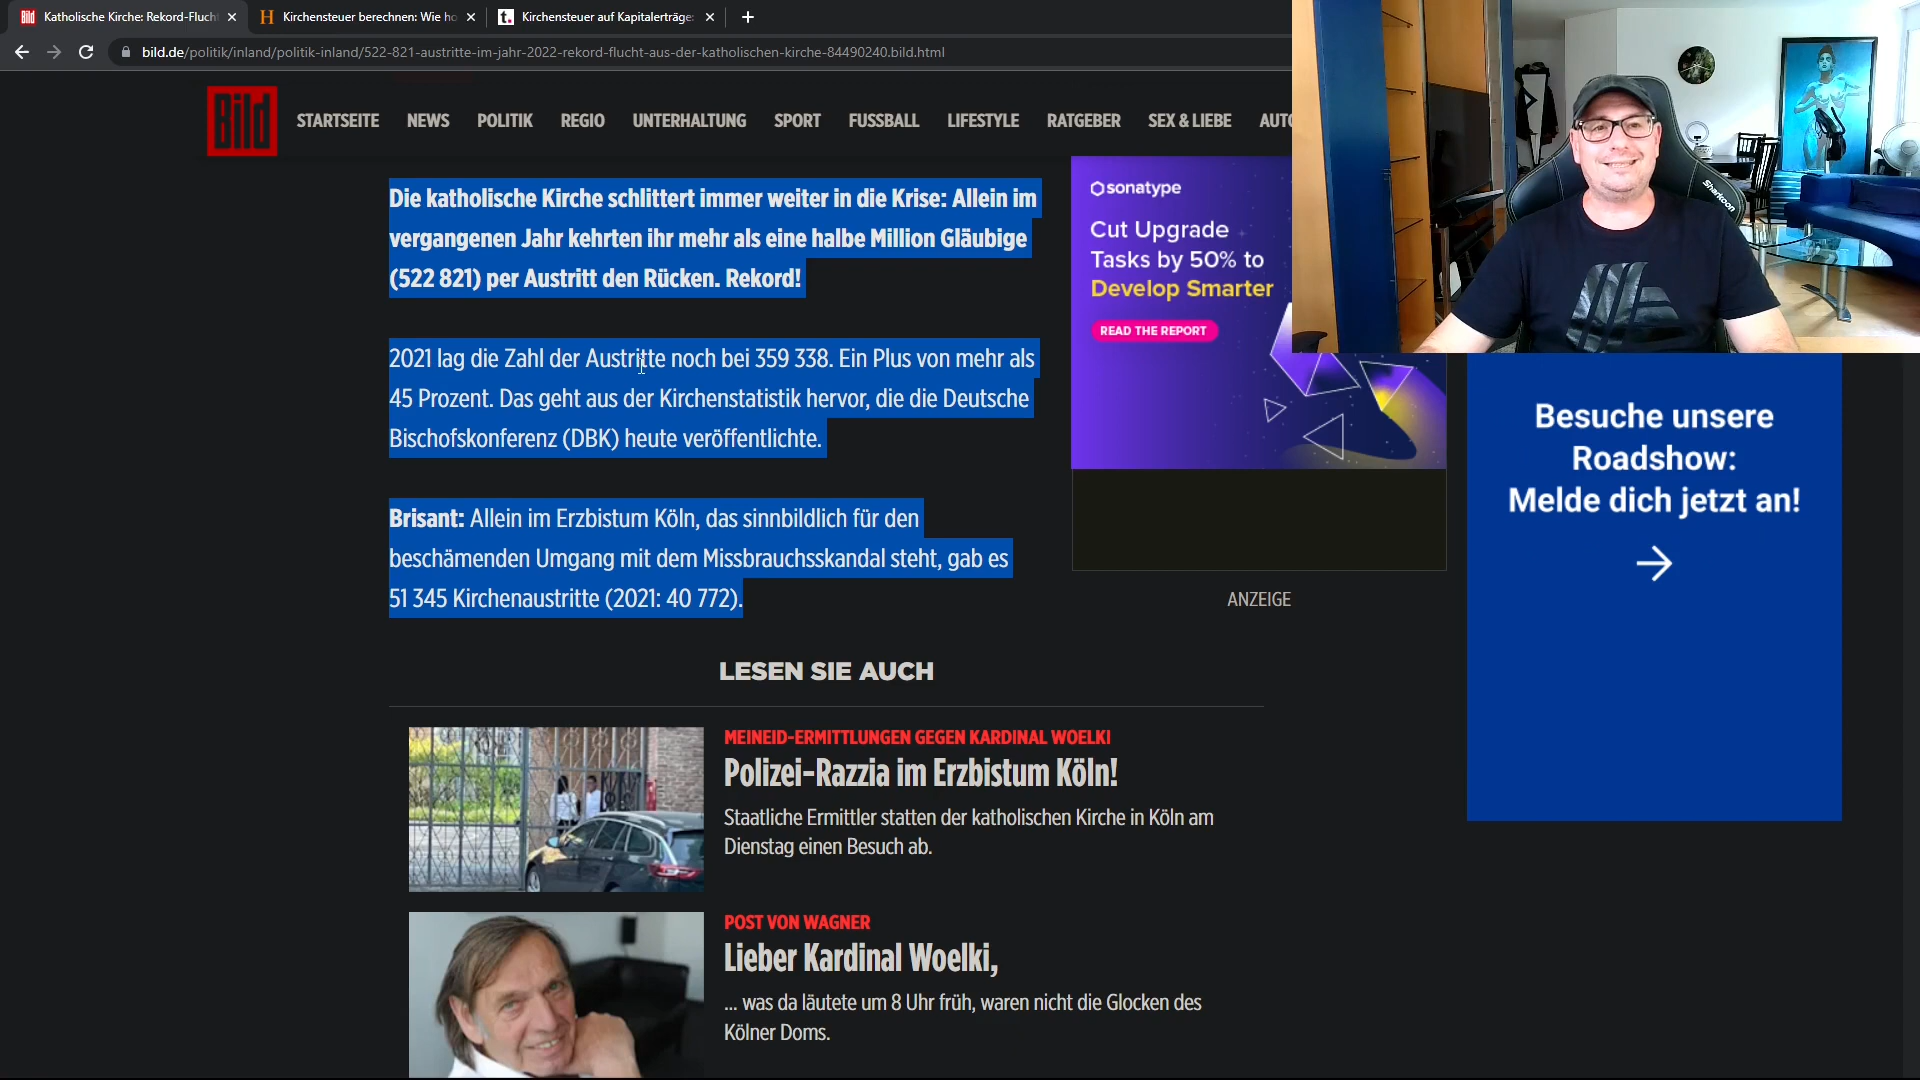 Katholische Kirche: Rekord-Flucht
Kirchensteuer berechnen: Wie ho
Kirchensteuer auf Kapitalerträge:
bild.de/politik/inland/politik-inland/522-821-austritte-im-jahr-2022-rekord-flucht-aus-der-katholischen-kirche-84490240.bild.html
Bild
STARTSEITE NEWS POLITIK REGIO UNTERHALTUNG SPORT FUSSBALL LIFESTYLE RATGEBER SEX & LIEBE AUTO
Die katholische Kirche schlittert immer weiter in die Krise: Allein im
vergangenen Jahr kehrten ihr mehr als eine halbe Million Gläubige
(522 821) per Austritt den Rücken. Rekord!
2021 lag die Zahl der Austritte noch bei 359 338. Ein Plus von mehr als
45 Prozent. Das geht aus der Kirchenstatistik hervor, die die Deutsche
Bischofskonferenz (DBK) heute veröffentlichte.
Brisant: Allein im Erzbistum Köln, das sinnbildlich für den
beschämenden Umgang mit dem Missbrauchsskandal steht, gab es
51 345 Kirchenaustritte (2021: 40 772).
sonatype
Cut Upgrade
Tasks by 50% to
Develop Smarter
READ THE REPORT
ANZEIGE
Sharkoon
Besuche unsere
Roadshow:
Melde dich jetzt an!
LESEN SIE AUCH
MEINEID-ERMITTLUNGEN GEGEN KARDINAL WOELKI
Polizei-Razzia im Erzbistum Köln!
Staatliche Ermittler statten der katholischen Kirche in Köln am
Dienstag einen Besuch ab.
POST VON WAGNER
Lieber Kardinal Woelki,
... was da läutete um 8 Uhr früh, waren nicht die Glocken des
Kölner Doms.